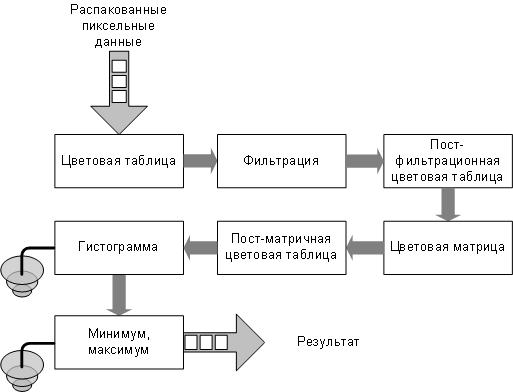 Распакованные
пиксельные
данные
Цветовая таблица
Фильтрация
Пост-
фильтрационная
цветовая таблица
Гистограмма
Пост-матричная
цветовая таблица
Цветовая матрица
Минимум,
максимум
Результат